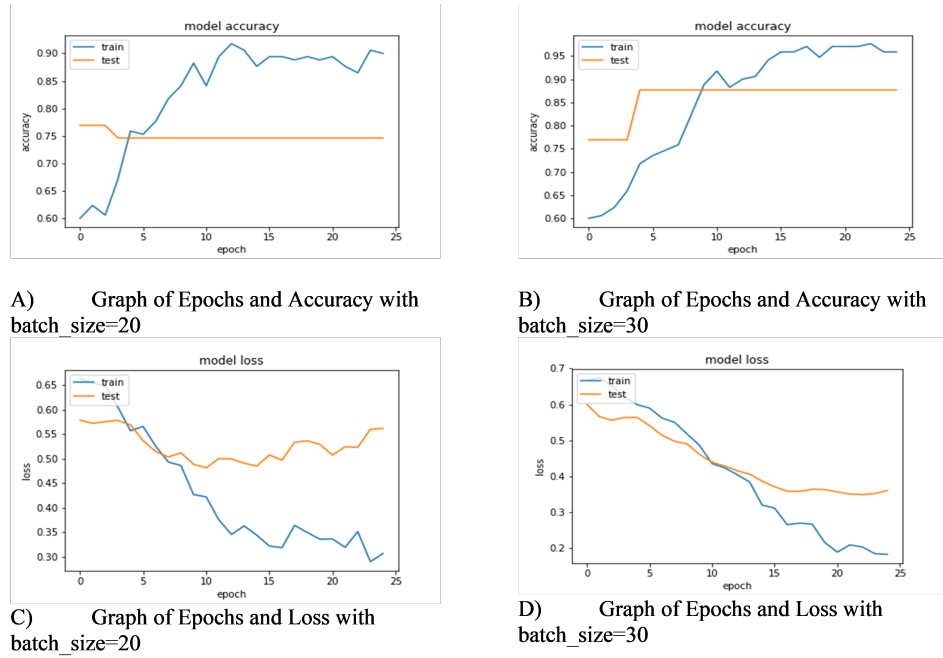 model accuracy
train
test
0.90
0.85
0.80
0.75
0.70
0.65
0.60
accuracy
0 5 10 15 20 25
epoch
model accuracy
train
test
0.95
0.90
0.85
0.80
0.75
0.70
0.65
0.60
accuracy
0 5 10 15 20 25
epoch
A) Graph of Epochs and Accuracy with
batch_size=20
B) Graph of Epochs and Accuracy with
batch_size=30
model loss
train
test
0.65
0.60
0.55
0.50
0.45
0.40
0.35
0.30
loss
0 5 10 15 20 25
epoch
model loss
train
test
0.7
0.6
0.5
0.4
0.3
0.2
loss
0 5 10 15 20 25
epoch
C) Graph of Epochs and Loss with
batch_size=20
D) Graph of Epochs and Loss with
batch_size=30